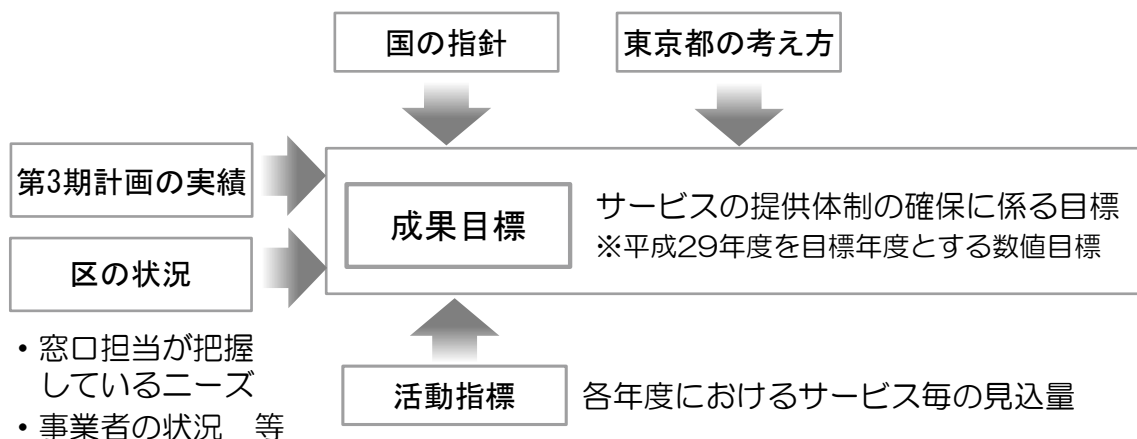 国の指針
東京都の考え方
第3期計画の実績
成果目標
サービスの提供体制の確保に係る目標
※平成29年度を目標年度とする数値目標
区の状況
・窓口担当が把握
しているニーズ
・事業者の状況　等
活動指標
各年度におけるサービス毎の見込量